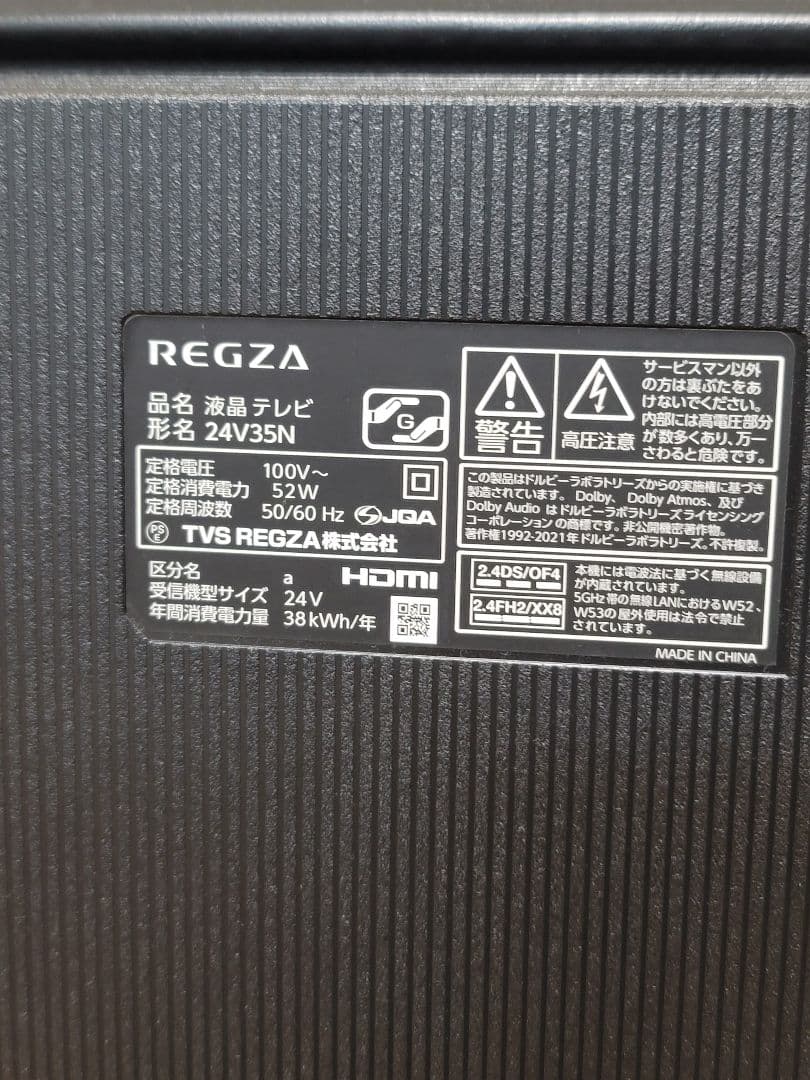 REGZA
品名 液晶テレビ
形名 24V35N
G
定格電圧 100V～
定格消費電力 52W
定格周波数 50/60 Hz JQA
PS E TVS REGZA株式会社
区分名 a HDMI
受信機型サイズ 24V
年間消費電力量 38kWh/年
警告
高圧注意
サービスマン以外
の方は裏ぶたをあ
けないでください。
内部には高電圧部分
が数多くあり、万一
さわると危険です。
この製品はドルビーラボラトリーズからの実施権に基づき
製造されています。Dolby、Dolby Atmos、及び
Dolby Audio はドルビーラボラトリーズライセンシング
コーポレーションの商標です。非公開機密著作物。
著作権1992-2021年ドルビーラボラトリーズ。不許複製。
2.4DS/OF4
2.4FH2/XX8
本機には電波法に基づく無線設備
が内蔵されています。
5GHz 帯の無線LANにおけるW52、
W53の屋外使用は法令で禁止
されています。
MADE IN CHINA